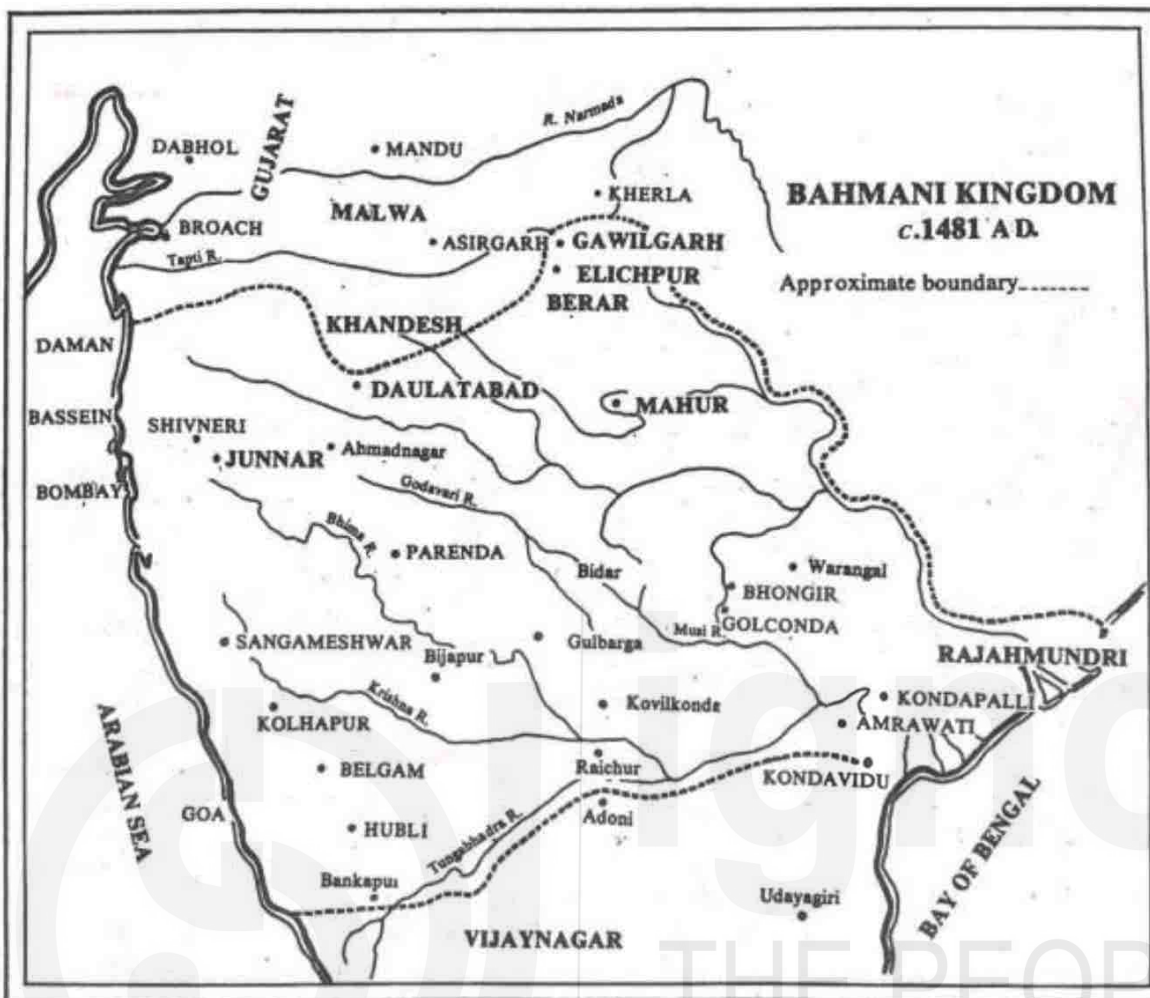 R. Narmada
GUJARAT
DABHOL
MANDU
KHERLA
BAHMANI KINGDOM
c.1481 A D.
MALWA
BROACH
ASIRGARH
GAWILGARH
Tapti R.
ELICHPUR
Approximate boundary
BERAR
KHANDESH
DAMAN
DAULATABAD
MAHUR
BASSEIN
SHIVNERI
JUNNAR
Ahmadnagar
BOMBAY
Godavari R.
Bhima R.
PARENDA
Bidar
Warangal
BHONGIR
GOLCONDA
Musi R.
SANGAMESHWAR
Gulbarga
Bijapur
RAJAHMUNDRI
Krishna R.
Kovilkonda
KONDAPALLI
KOLHAPUR
AMRAWATI
ARABIAN SEA
Raichur
BELGAM
KONDAVIDU
GOA
Adoni
HUBLI
Tungabhadra R.
BAY OF BENGAL
Bankapur
Udayagiri
VIJAYNAGAR
igno
THE PEOP